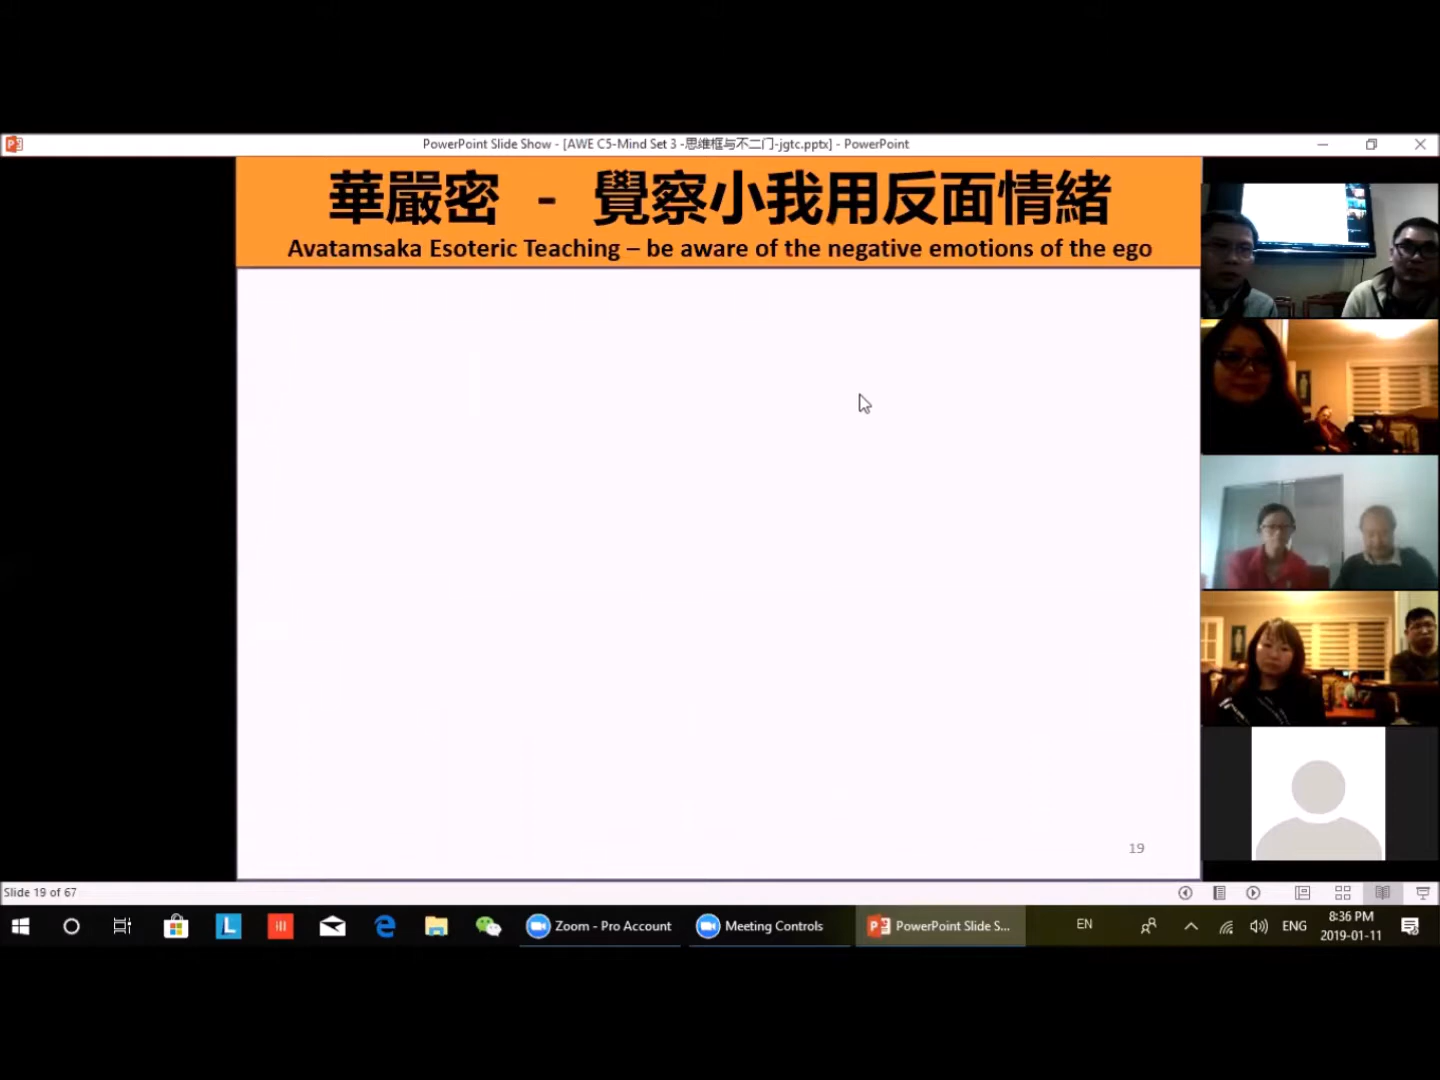 PowerPoint Slide Show - [AWE C5-Mind Set 3 -思维框与不二门-jgtc.pptx] - PowerPoint
華嚴密 - 覺察小我用反面情緒
Avatamsaka Esoteric Teaching – be aware of the negative emotions of the ego
19
Slide 19 of 67
Zoom - Pro Account
Meeting Controls
PowerPoint Slide S...
EN
ENG
8:36 PM
2019-01-11